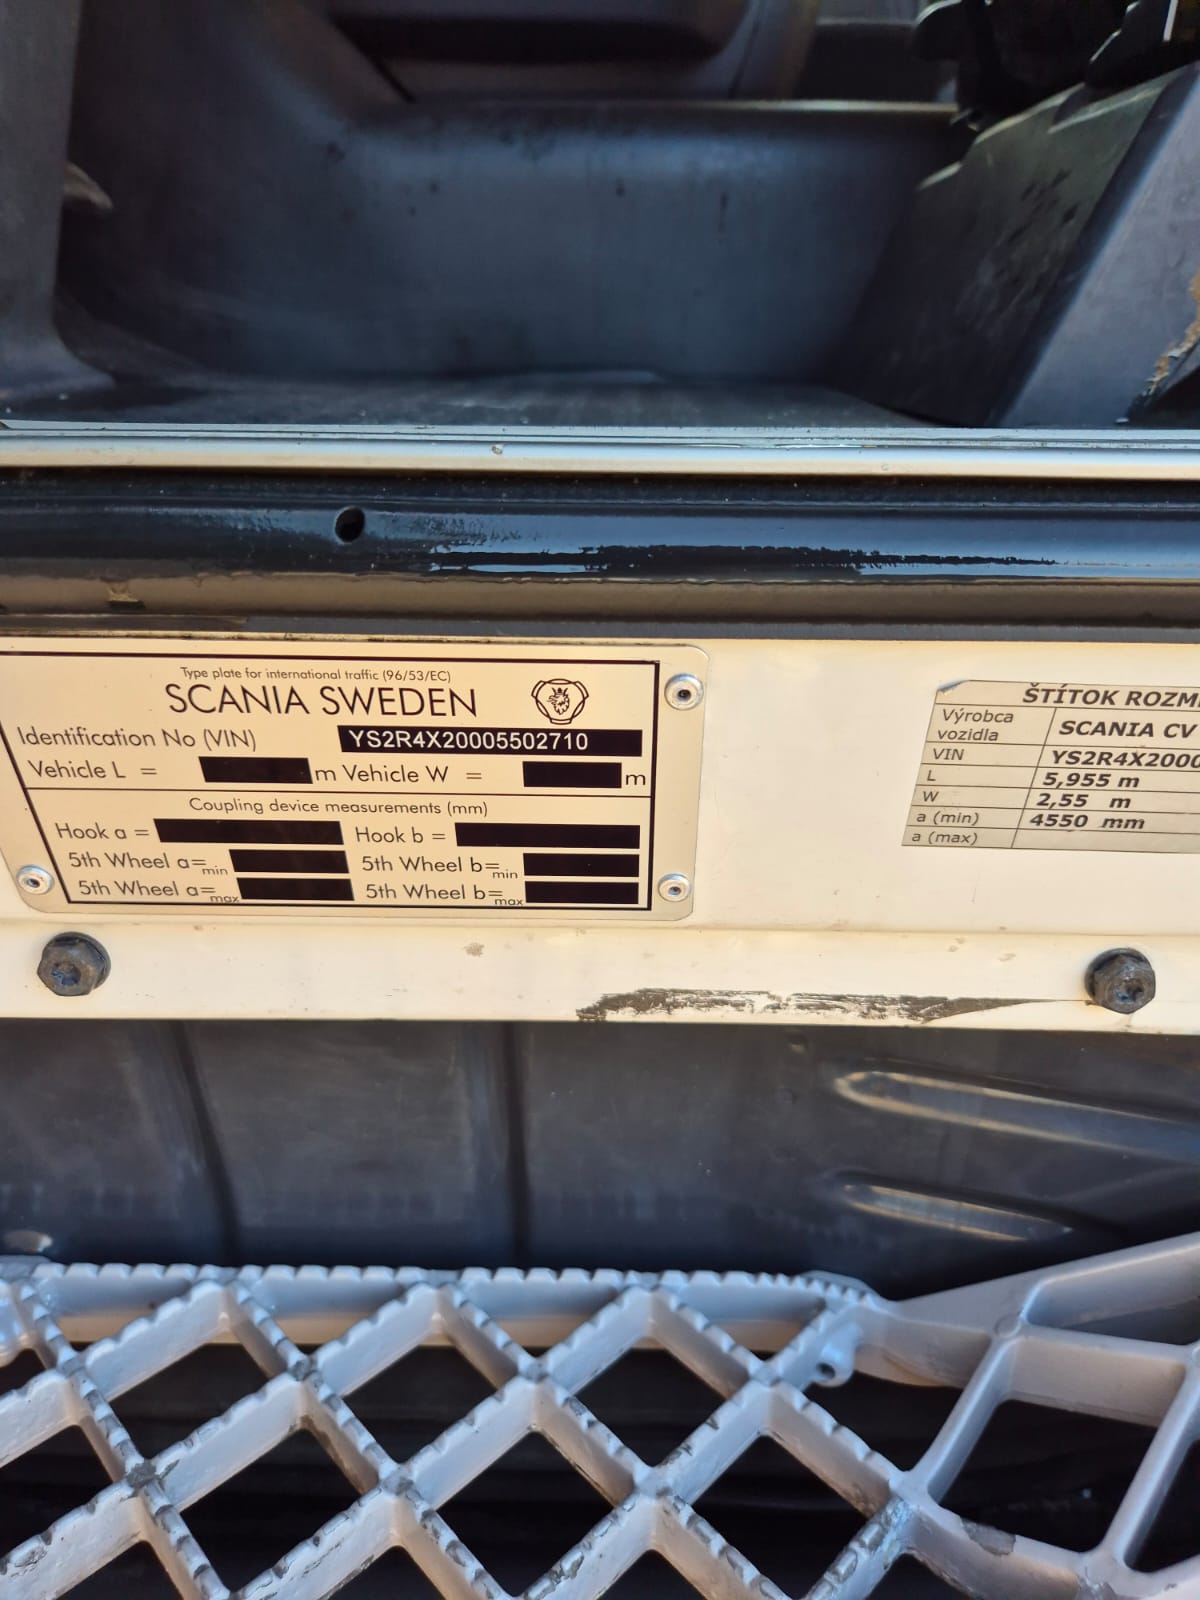 Type plate for international traffic (96/53/EC)
SCANIA SWEDEN
Identification No (VIN) YS2R4X20005502710
Vehicle L = m Vehicle W = m
Coupling device measurements (mm)
Hook a = Hook b =
5th Wheel a=min 5th Wheel b=min
5th Wheel a=max 5th Wheel b=max
ŠTÍTOK ROZM
Výrobca vozidla SCANIA CV
VIN YS2R4X2000
L 5,955 m
W 2,55 m
a (min) 4550 mm
a (max)